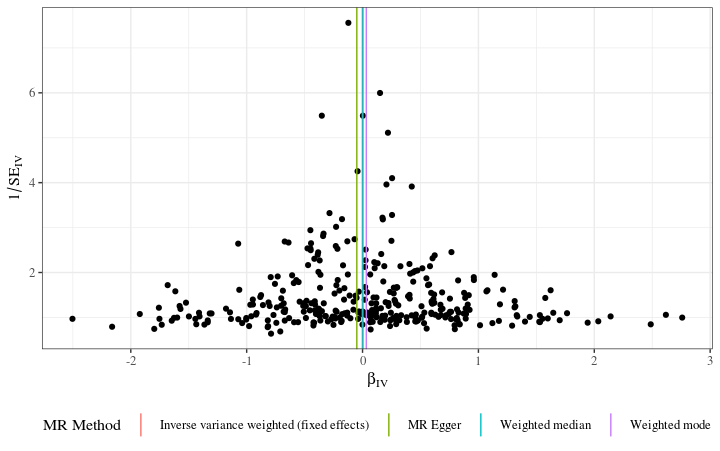 6
4
2
1/SE_IV
-2
-1
0
1
2
3
β_IV
MR Method
Inverse variance weighted (fixed effects)
MR Egger
Weighted median
Weighted mode